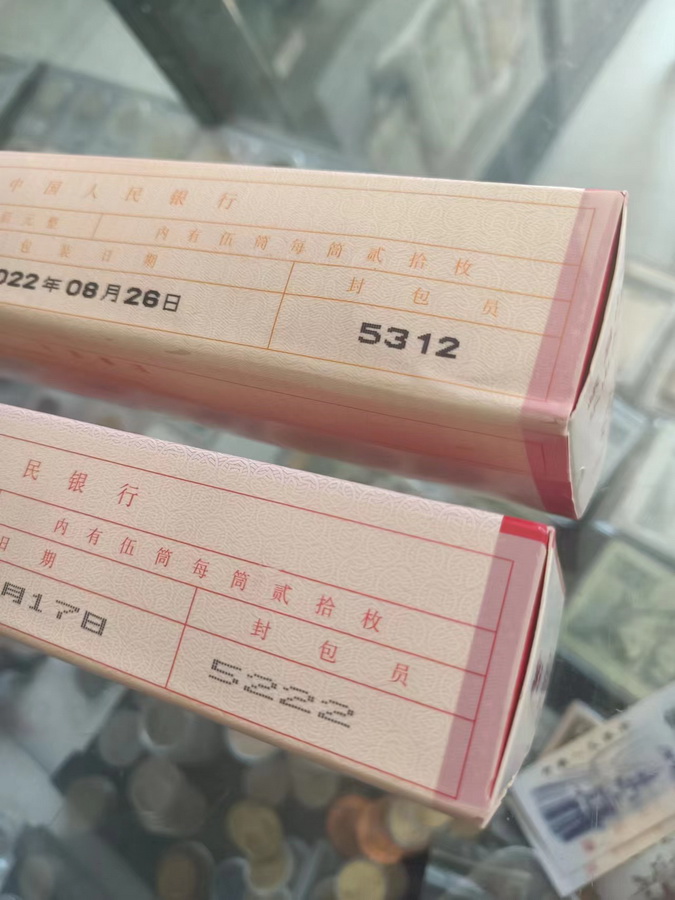 中国人民银行
元整 内有伍筒每筒贰拾枚
包装日期 封包员
022年08月26日 5312
民银行
内有伍筒每筒贰拾枚
日期 封包员
月17日 5222